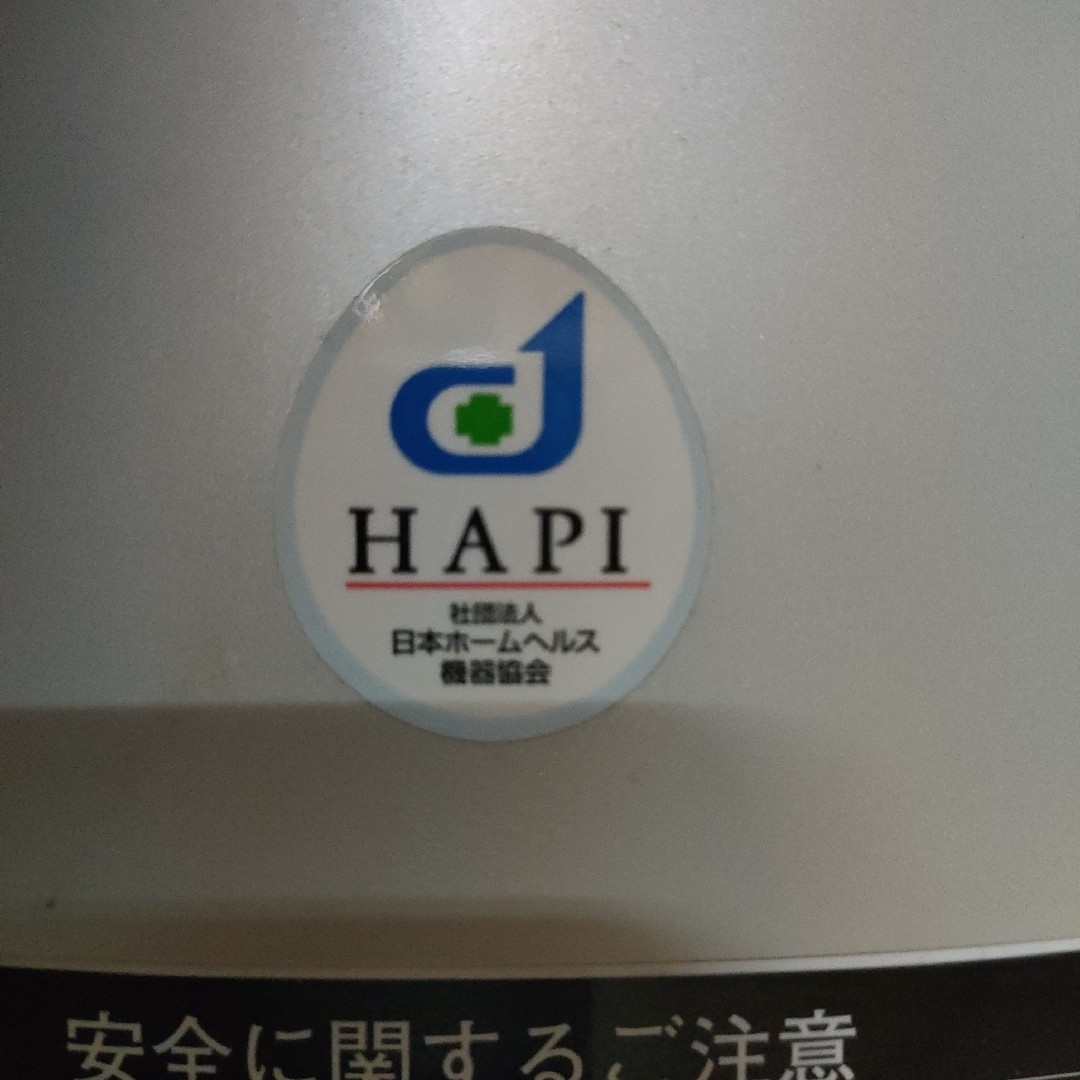 HAPI
社団法人
日本ホームヘルス
機器協会
安全に関するご注意